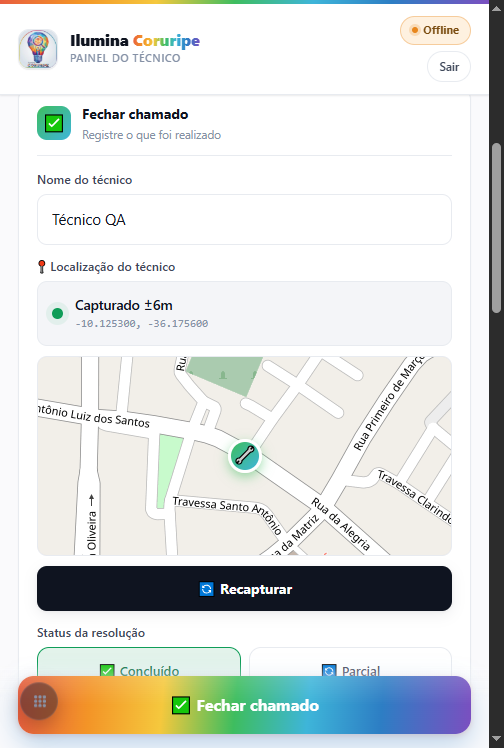 Ilumina Coruripe
PAINEL DO TÉCNICO
Offline
Sair
Fechar chamado
Registre o que foi realizado
Nome do técnico
Técnico QA
Localização do técnico
Capturado ±6m
-10.125300, -36.175600
Ru
ntônio Luiz dos Santos
Rua Primeiro de Março
Travessa Clarindo
Travessa Santo Antônio
Rua da Alegria
a da Matriz
a Oliveira
Recapturar
Status da resolução
Concluído
Parcial
Fechar chamado